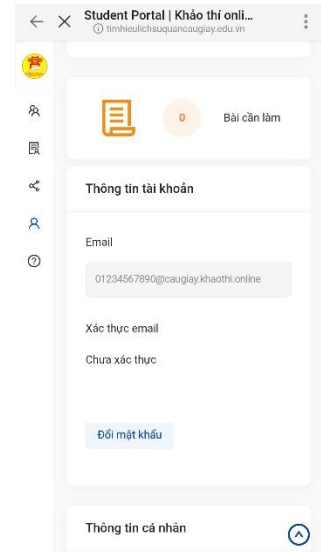 Student Portal | Khảo thí onli...
timhieulichsuquancaugiay.edu.vn
0
Bài cần làm
Thông tin tài khoản
Email
01234567890@caugiay.khaothi.online
Xác thực email
Chưa xác thực
Đổi mật khẩu
Thông tin cá nhân